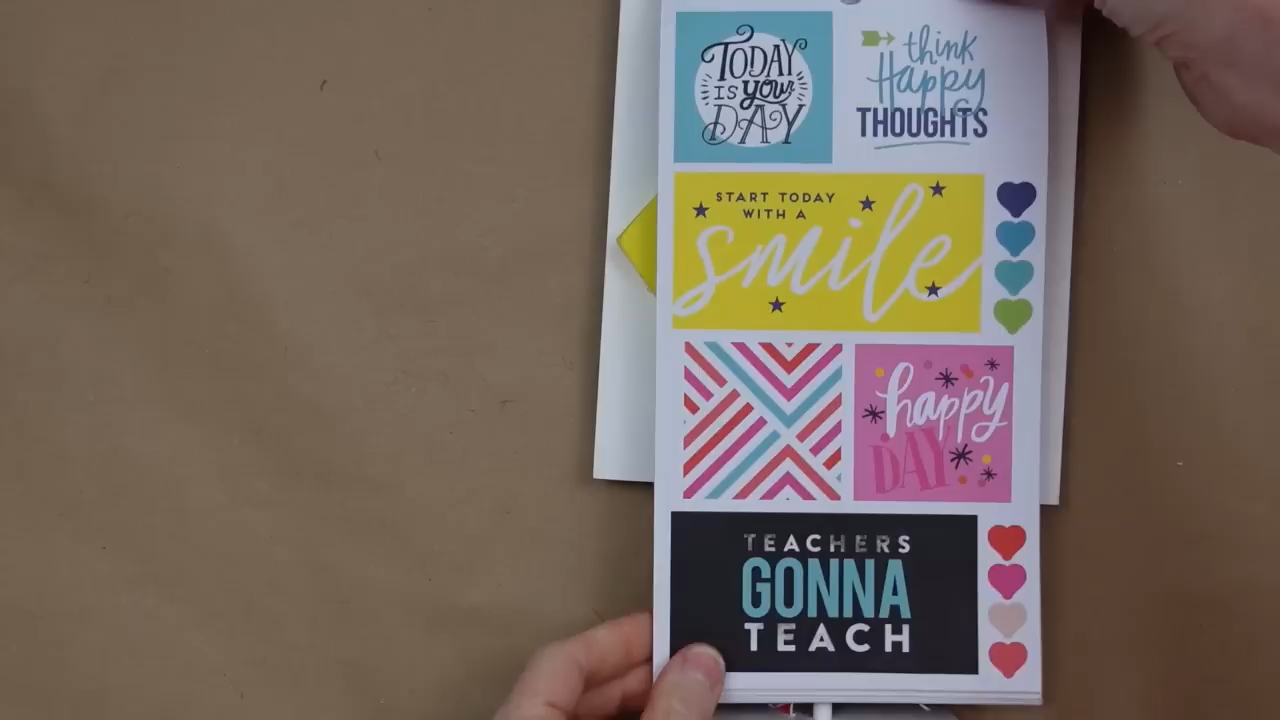 TODAY
IS your
DAY
think
Happy
THOUGHTS
START TODAY
WITH A
smile
happy
DAY
TEACHERS
GONNA
TEACH